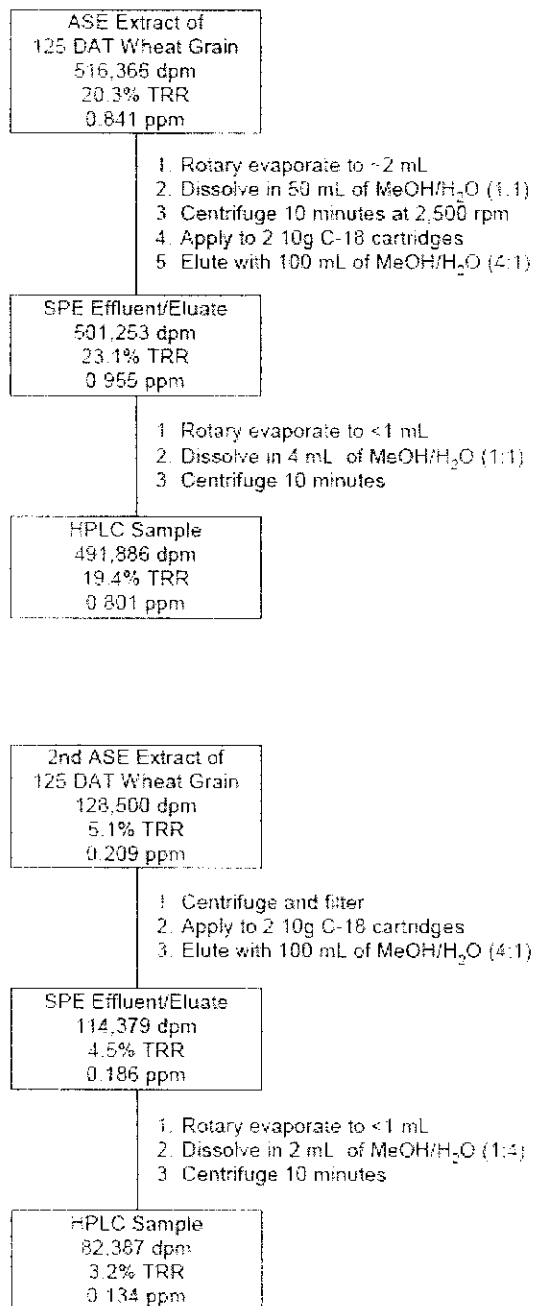 ASE Extract of
125 DAT Wheat Grain
516,366 dpm
20.3% TRR
0.841 ppm
1. Rotary evaporate to ~2 mL
2. Dissolve in 50 mL of MeOH/H₂O (1:1)
3 Centrifuge 10 minutes at 2,500 rpm
4. Apply to 2 10g C-18 cartridges
5 Elute with 100 mL of MeOH/H₂O (4:1)
SPE Effluent/Eluate
501,253 dpm
23.1% TRR
0.955 ppm
1 Rotary evaporate to <1 mL
2. Dissolve in 4 mL of MeOH/H₂O (1:1)
3 Centrifuge 10 minutes
HPLC Sample
491,886 dpm
19.4% TRR
0.801 ppm
2nd ASE Extract of
125 DAT Wheat Grain
128,500 dpm
5.1% TRR
0.209 ppm
1 Centrifuge and filter
2. Apply to 2 10g C-18 cartridges
3. Elute with 100 mL of MeOH/H₂O (4:1)
SPE Effluent/Eluate
114,379 dpm
4.5% TRR
0.186 ppm
1. Rotary evaporate to <1 mL
2. Dissolve in 2 mL of MeOH/H₂O (1:4)
3 Centrifuge 10 minutes
HPLC Sample
82,387 dpm
3.2% TRR
0.134 ppm